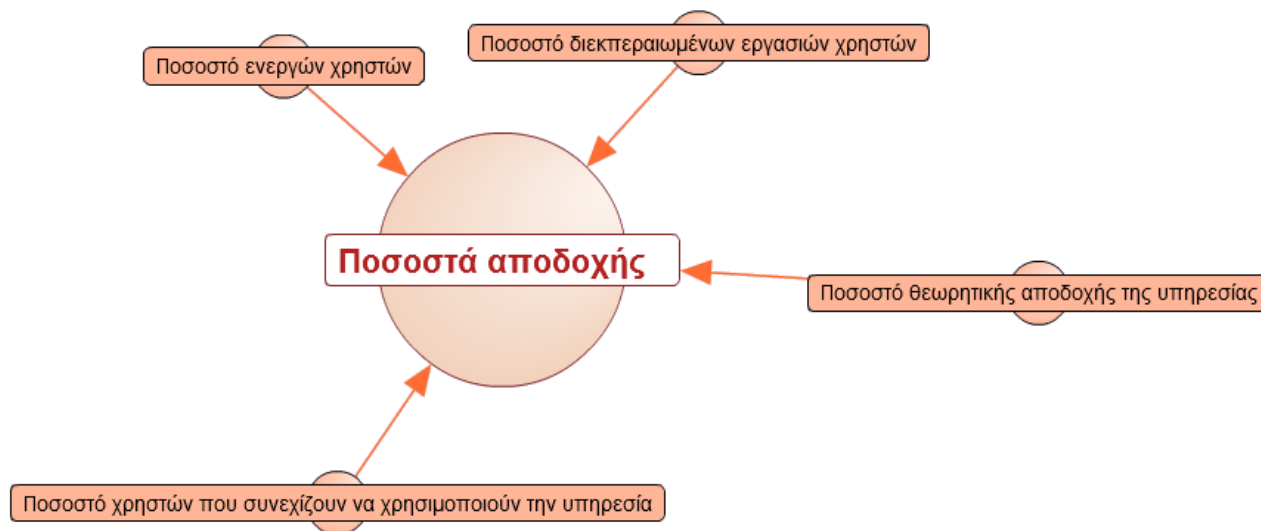 Ποσοστό διεκπεραιωμένων εργασιών χρηστών
Ποσοστό ενεργών χρηστών
Ποσοστά αποδοχής
Ποσοστό θεωρητικής αποδοχής της υπηρεσίας
Ποσοστό χρηστών που συνεχίζουν να χρησιμοποιούν την υπηρεσία